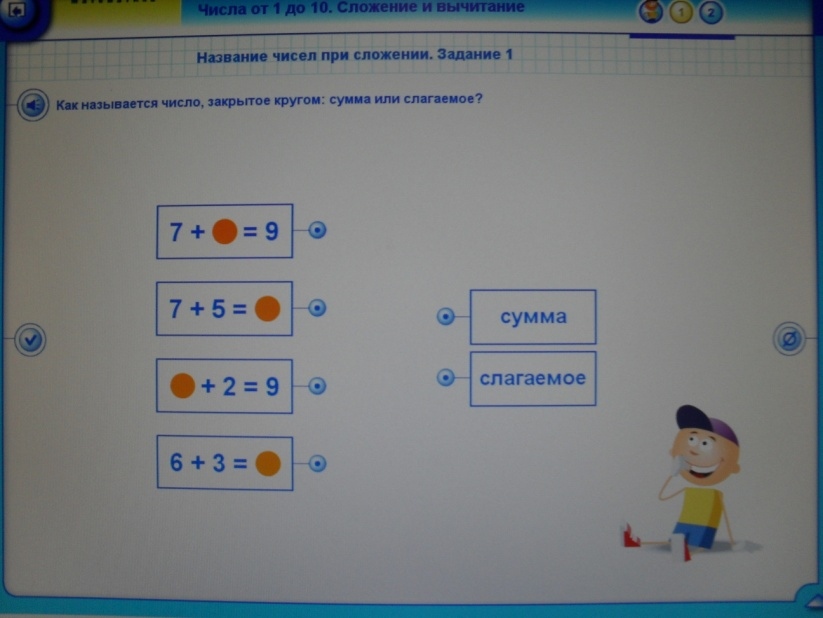 Числа от 1 до 10. Сложение и вычитание
1 2
Название чисел при сложении. Задание 1
Как называется число, закрытое кругом: сумма или слагаемое?
7 + = 9
7 + 5 =
+ 2 = 9
6 + 3 =
сумма
слагаемое